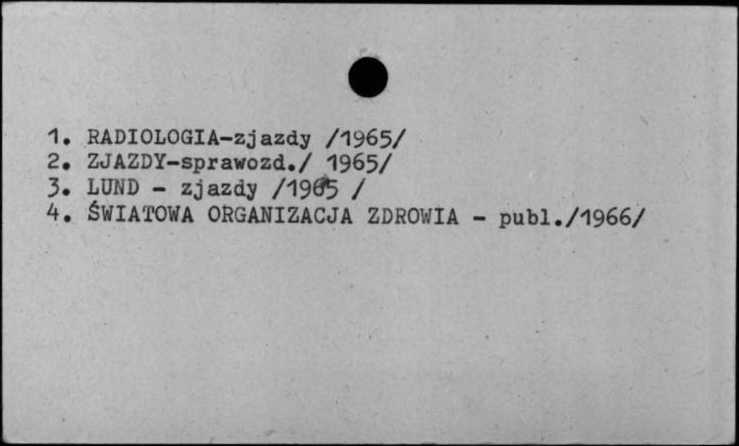 1. RADIOLOGIA-zjazdy /1965/
2. ZJAZDY-sprawozd./ 1965/
3. LUND - zjazdy /1965 /
4. ŚWIATOWA ORGANIZACJA ZDROWIA - publ./1966/